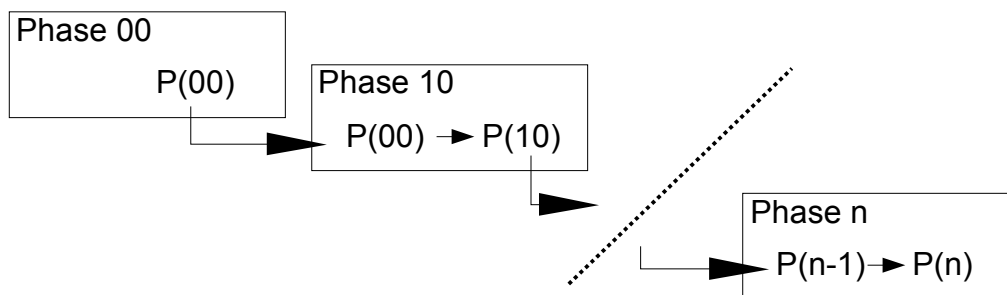 Phase 00
P(00)
Phase 10
P(00) P(10)
Phase n
P(n-1) P(n)